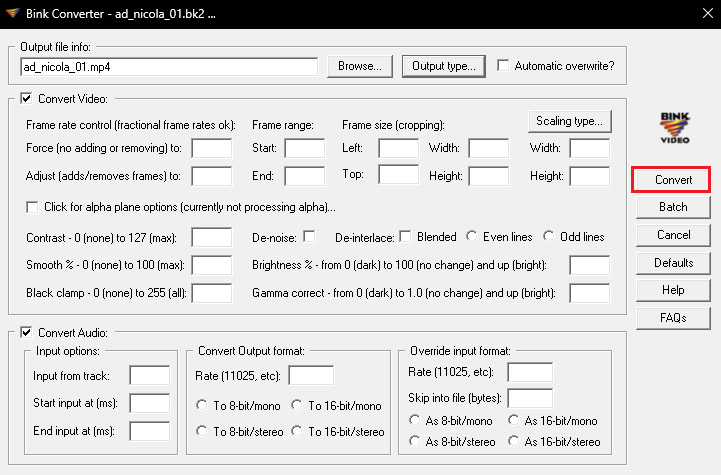 Bink Converter - ad_nicola_01.bk2 ...
Output file info:
ad_nicola_01.mp4
Browse...
Output type...
Automatic overwrite?
Convert Video:
Frame rate control (fractional frame rates ok):
Frame range:
Frame size (cropping):
Scaling type...
Force (no adding or removing) to:
Start:
Left:
Width:
Width:
Adjust (adds/removes frames) to:
End:
Top:
Height:
Height:
Click for alpha plane options (currently not processing alpha)...
Contrast - 0 (none) to 127 (max):
De-noise:
De-interlace:
Blended
Even lines
Odd lines
Smooth % - 0 (none) to 100 (max):
Brightness % - from 0 (dark) to 100 (no change) and up (bright):
Black clamp - 0 (none) to 255 (all):
Gamma correct - from 0 (dark) to 1.0 (no change) and up (bright):
Convert Audio:
Input options:
Input from track:
Start input at (ms):
End input at (ms):
Convert Output format:
Rate (11025, etc):
To 8-bit/mono
To 16-bit/mono
To 8-bit/stereo
To 16-bit/stereo
Override input format:
Rate (11025, etc):
Skip into file (bytes):
As 8-bit/mono
As 16-bit/mono
As 8-bit/stereo
As 16-bit/stereo
BINK
VIDEO
Convert
Batch
Cancel
Defaults
Help
FAQs